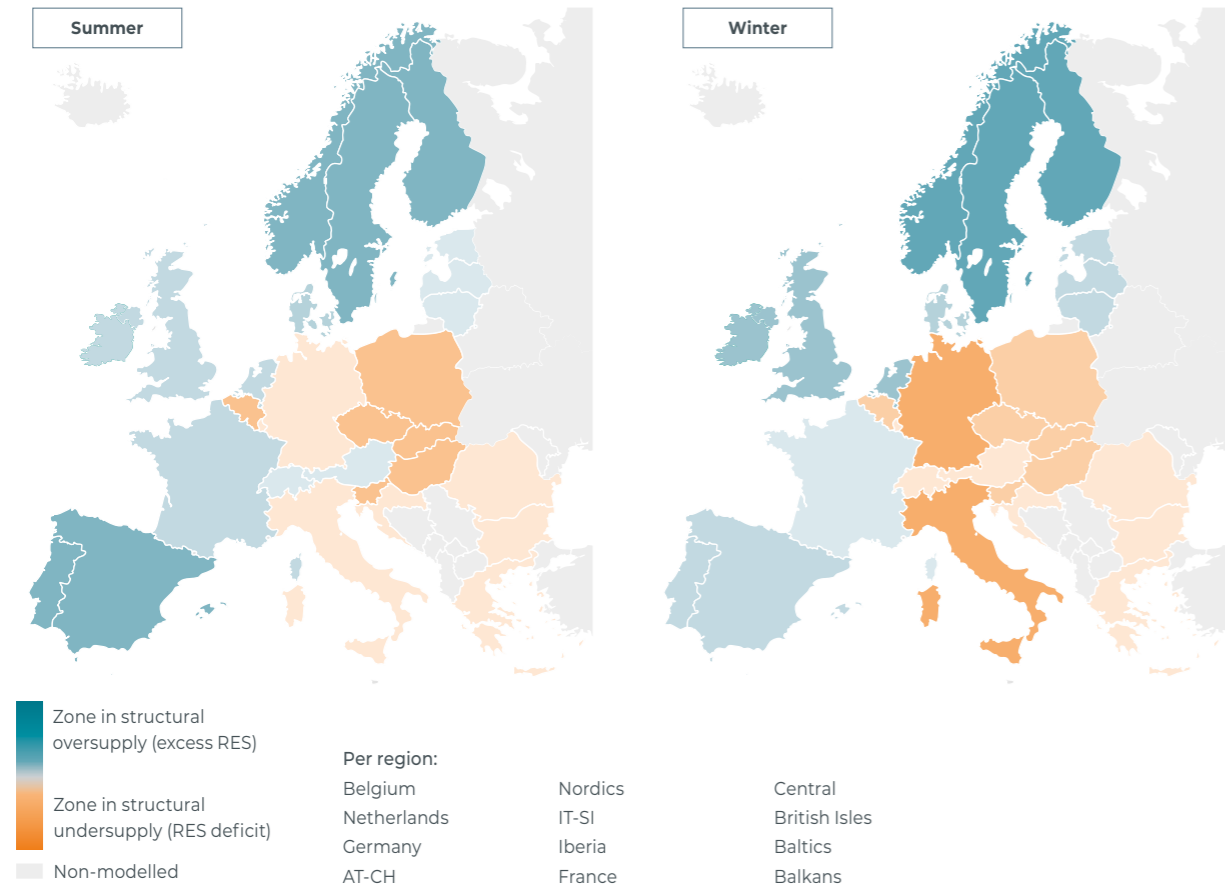 Summer
Winter
Zone in structural
oversupply (excess RES)
Zone in structural
undersupply (RES deficit)
Non-modelled
Per region:
Belgium
Netherlands
Germany
AT-CH
Nordics
IT-SI
Iberia
France
Central
British Isles
Baltics
Balkans